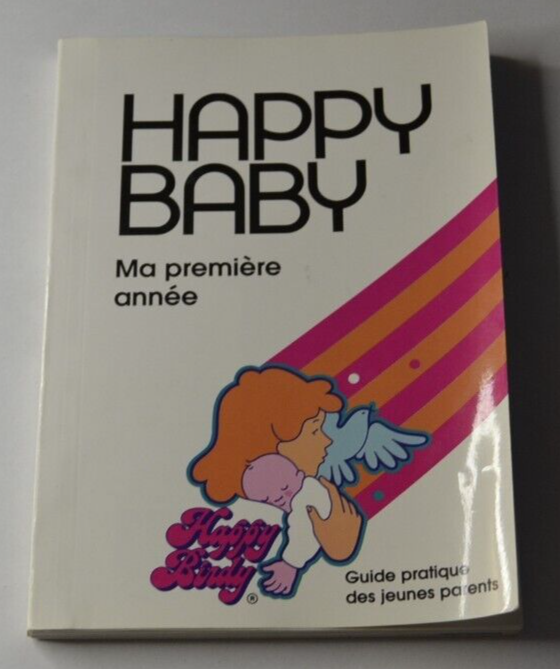 HAPPY
BABY
Ma première
année
Happy
Birdy®
Guide pratique
des jeunes parents